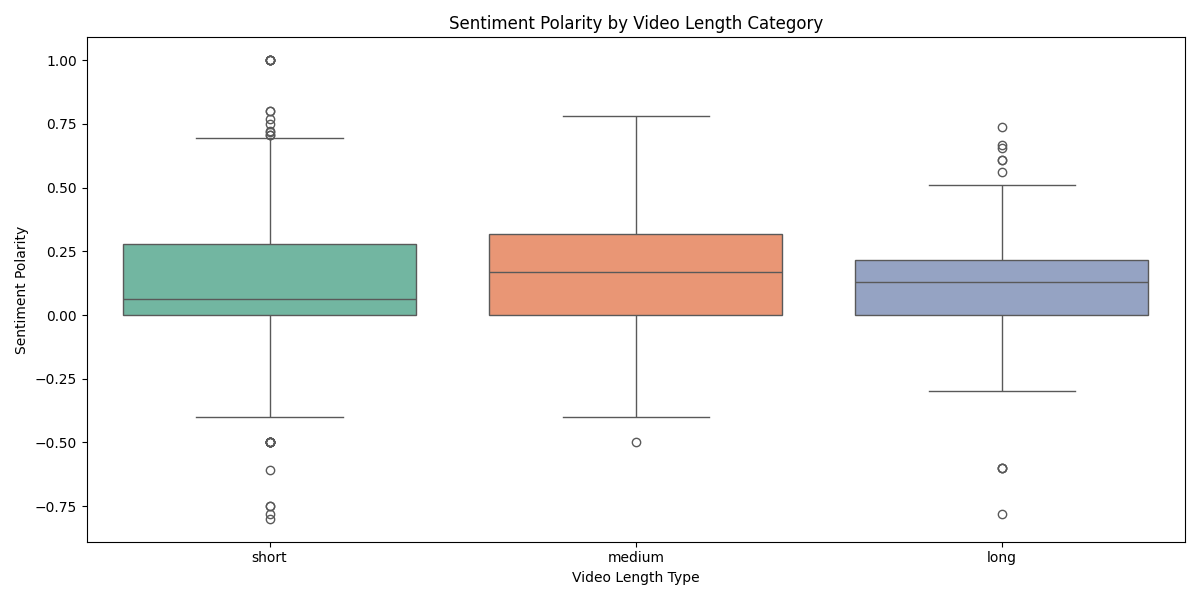 Sentiment Polarity by Video Length Category
Sentiment Polarity
1.00
0.75
0.50
0.25
0.00
−0.25
−0.50
−0.75
short medium long
Video Length Type